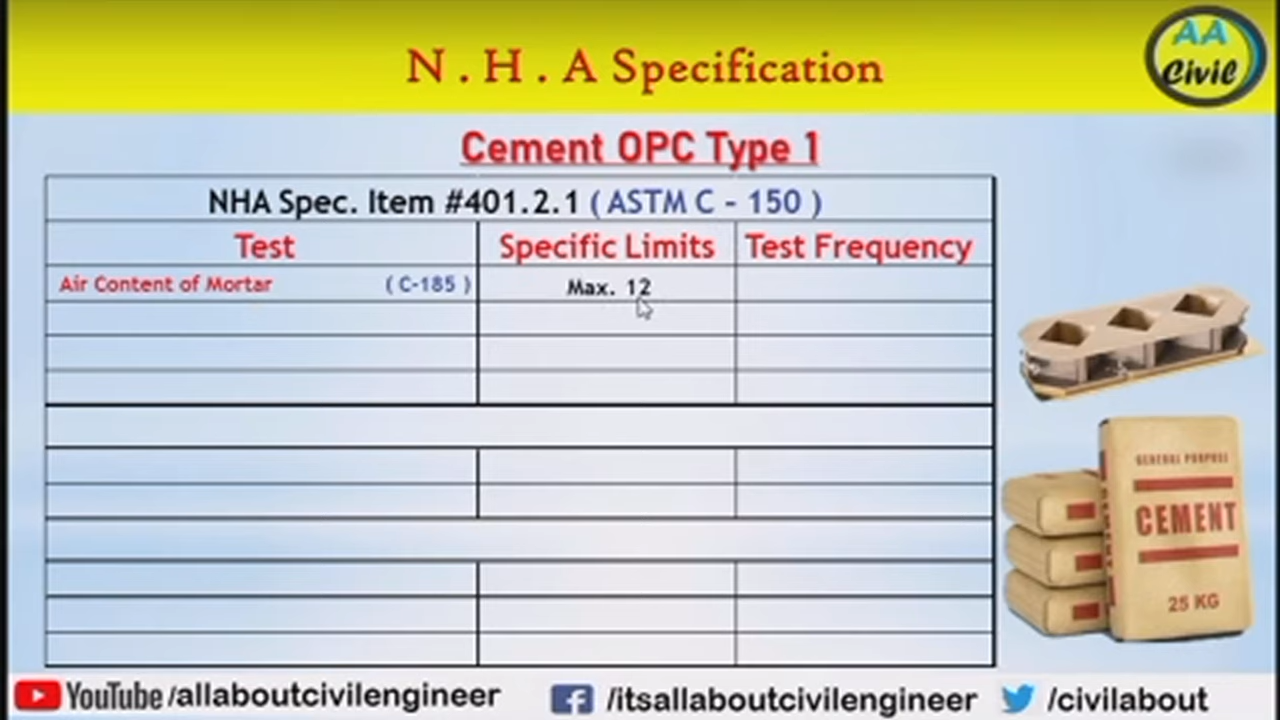 N . H . A Specification
AA
Civil
Cement OPC Type 1
NHA Spec. Item #401.2.1 ( ASTM C - 150 )
Test Specific Limits Test Frequency
Air Content of Mortar ( C-185 ) Max. 12
GENERAL PURPOSE
CEMENT
25 KG
YouTube /allaboutcivilengineer /itsallaboutcivilengineer /civilabout